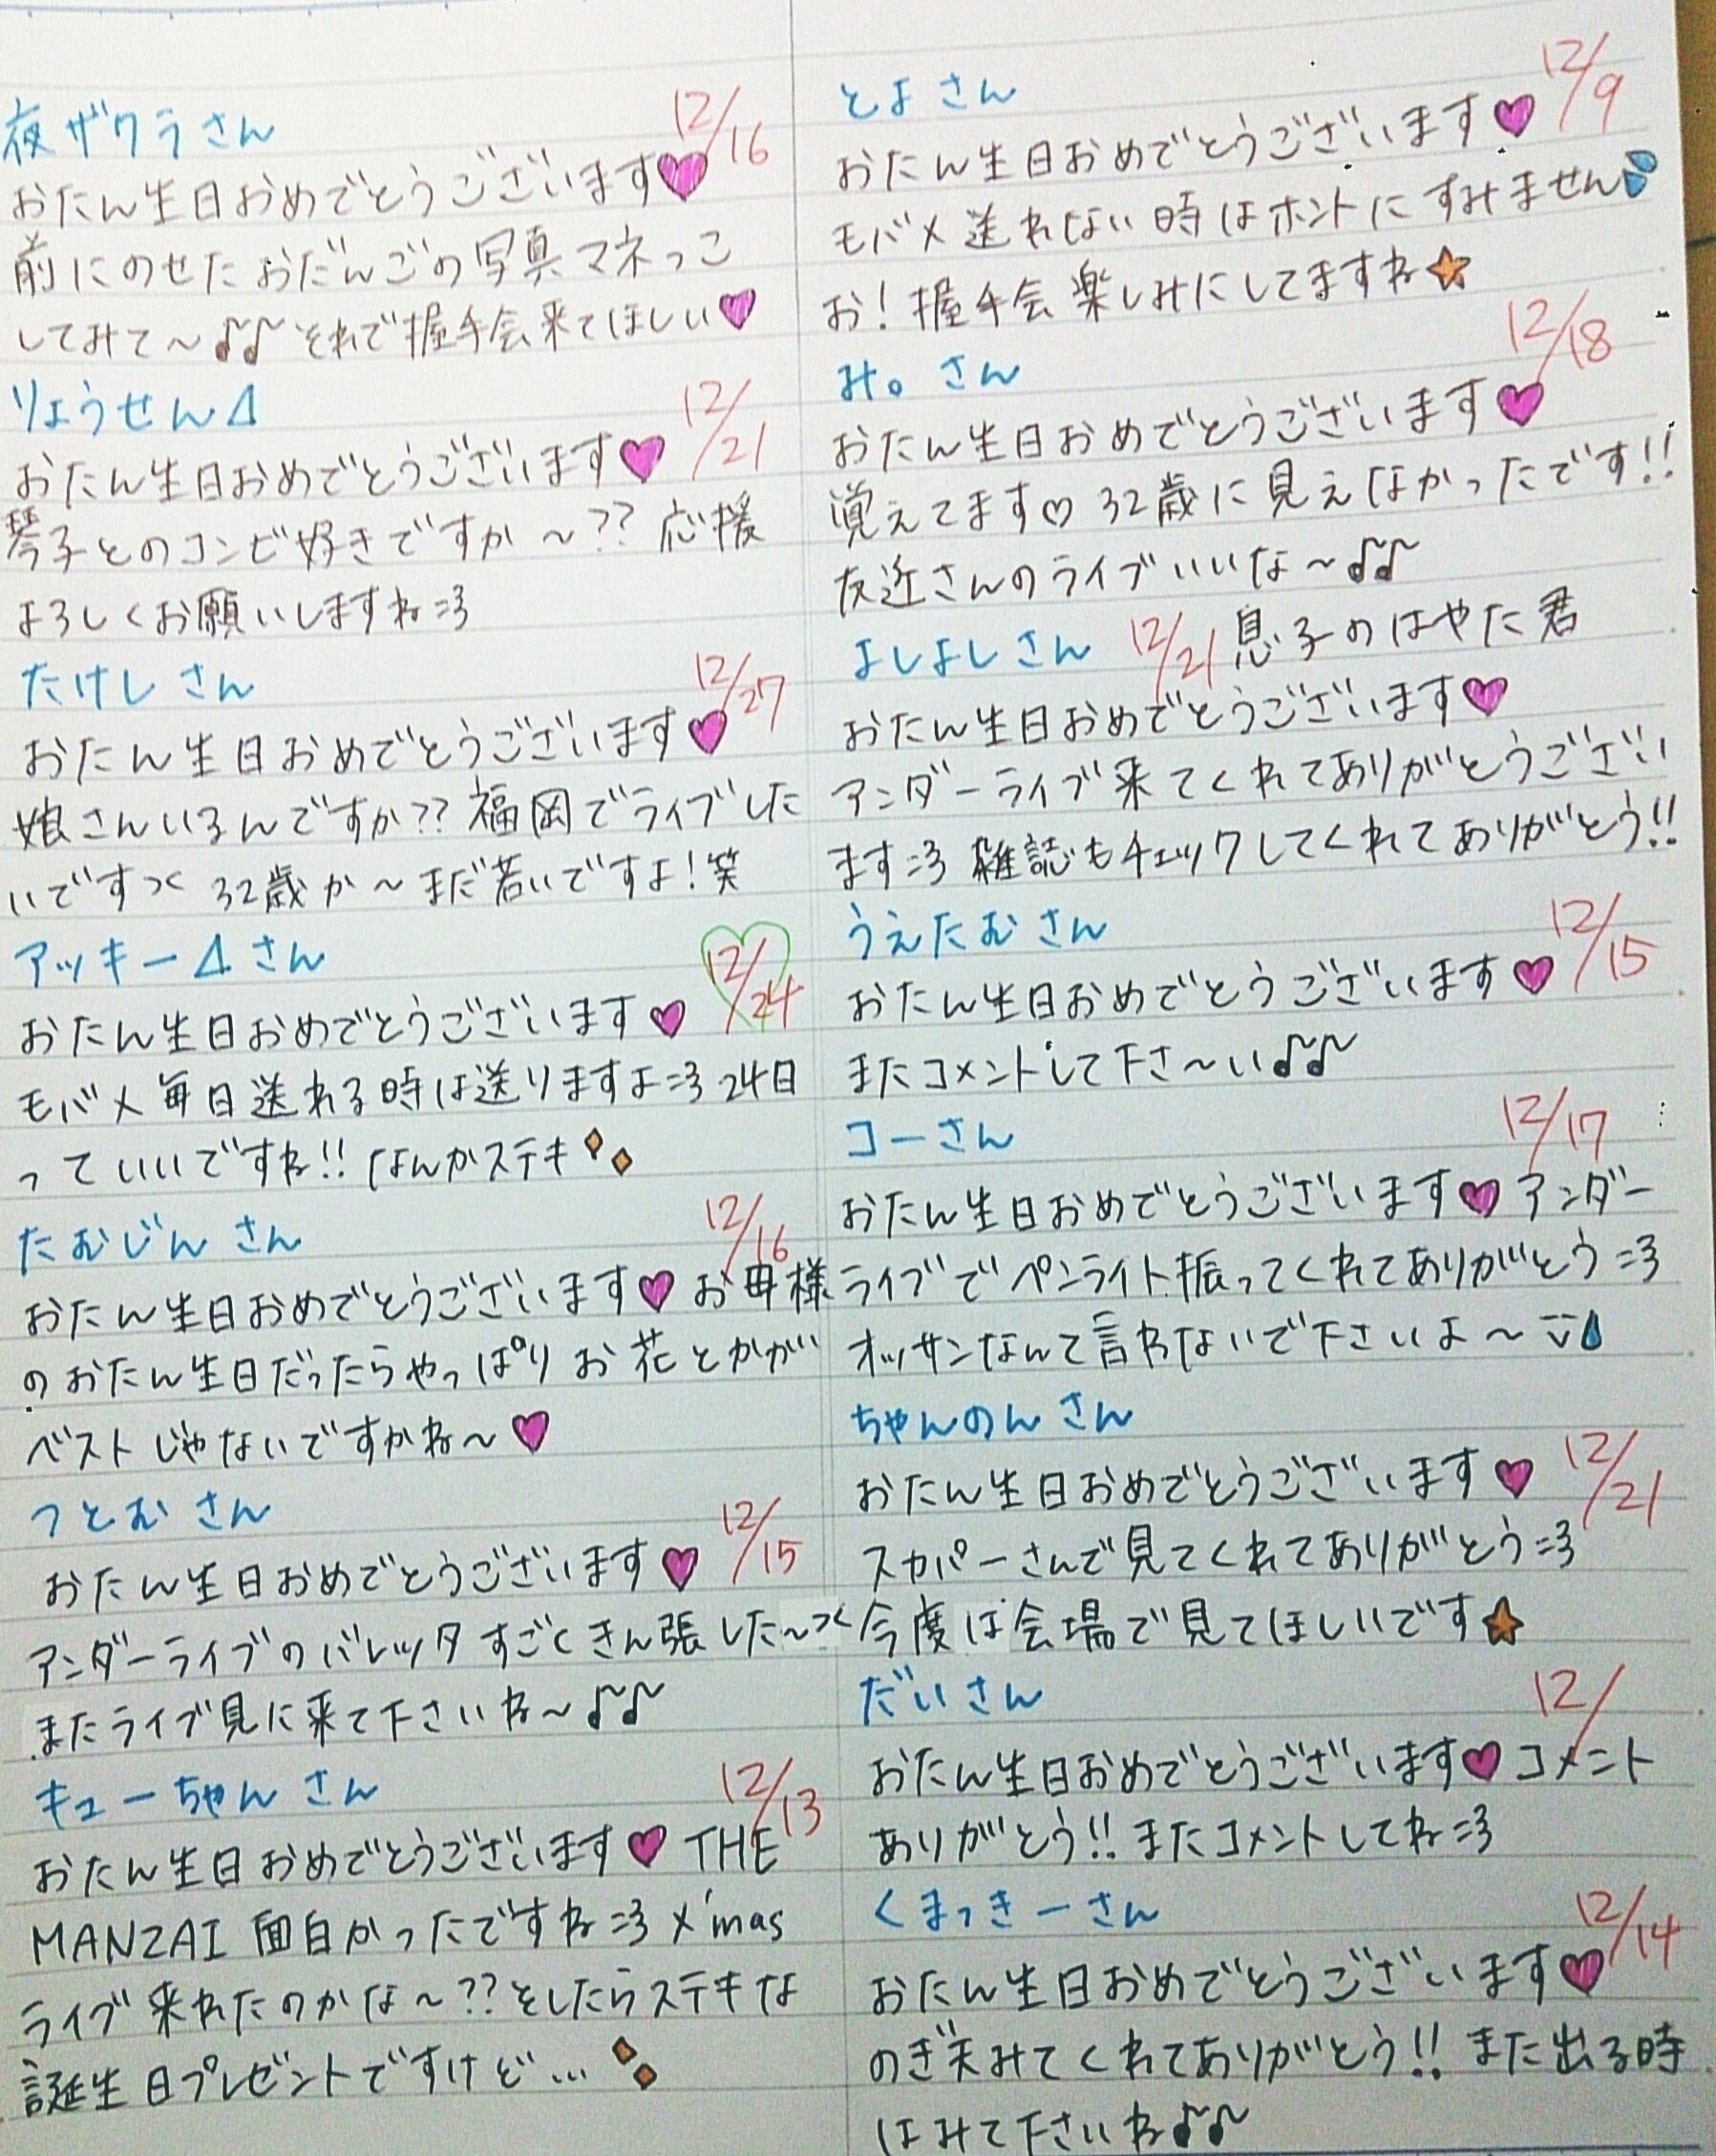 夜ザクラさん 12/16
おたん生日おめでとうございます♥
前にのせたおだんごの写真マネっこ
してみて～♪♪それで握手会来てほしい♥
りょうせん⊿ 12/21
おたん生日おめでとうございます♥
琴子とのコンビ好きですか～??応援
よろしくお願いしますね=3
たけしさん 12/27
おたん生日おめでとうございます♥
娘さんいるんですか??福岡でライブした
いですっ 32歳か～まだ若いですよ!笑
アッキー⊿さん 12/24
おたん生日おめでとうございます♥
モバメ毎日送れる時は送りますよ=3 24日
っていいですね!!なんかステキ
たむじんさん 12/16
おたん生日おめでとうございます♥お母様
のおたん生日だったらやっぱりお花とかが
ベストじゃないですかね～♥
つとむさん 12/15
おたん生日おめでとうございます♥
アンダーライブのバレッタすごくきん張した～
またライブ見に来て下さいね～♪♪
キューちゃんさん 12/13
おたん生日おめでとうございます♥THE
MANZAI面白かったですね=3 X'mas
ライブ来れたのかな～??としたらステキな
誕生日プレゼントですけど...
とよさん 12/9
おたん生日おめでとうございます♥
モバメ送れない時はホントにすみません
お!握手会楽しみにしてますね☆
み。さん 12/18
おたん生日おめでとうございます♥
覚えてます♡ 32歳に見えなかったです!!
友近さんのライブいいな～♪♪
よしよしさん 12/21 息子のはやた君
おたん生日おめでとうございます♥
アンダーライブ来てくれてありがとうござい
ます=3 雑誌もチェックしてくれてありがとう!!
うえたむさん 12/15
おたん生日おめでとうございます♥
またコメントして下さ～い♪♪
コーさん 12/17
おたん生日おめでとうございます♥アンダー
ライブでペンライト振ってくれてありがとう=3
オッサンなんて言わないで下さいよ～
ちゃんのんさん
おたん生日おめでとうございます♥ 12/21
スカパーさんで見てくれてありがとう=3
今度は会場で見てほしいです☆
だいさん 12/
おたん生日おめでとうございます♥コメント
ありがとう!!またコメントしてね=3
くまっきーさん 12/14
おたん生日おめでとうございます♥
のぎ天みてくれてありがとう!!また出る時
はみて下さいね♪♪